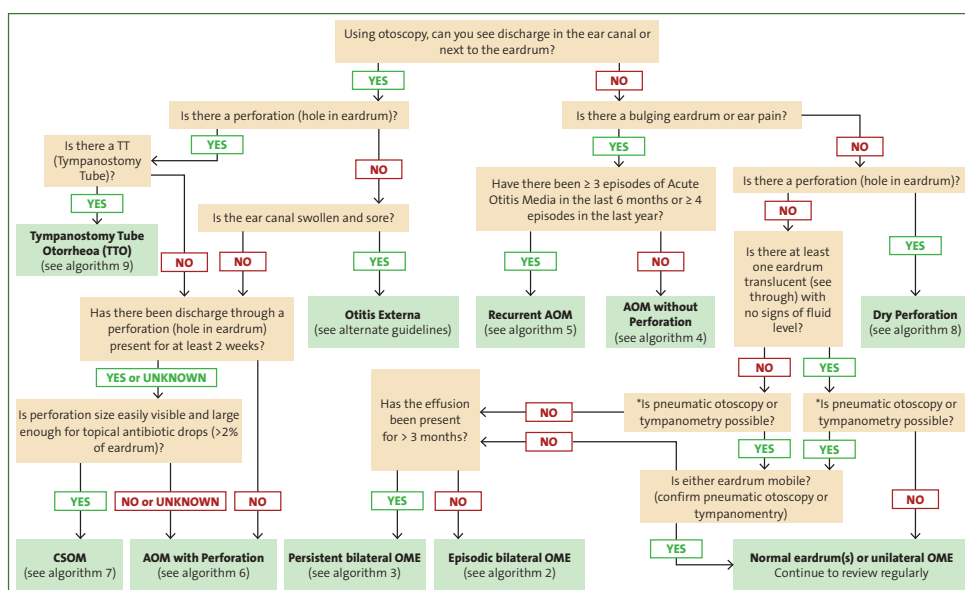 Using otoscopy, can you see discharge in the ear canal or
next to the eardrum?
YES
NO
Is there a perforation (hole in eardrum)?
Is there a bulging eardrum or ear pain?
YES
NO
YES
NO
Is there a TT
(Tympanostomy
Tube)?
Have there been ≥ 3 episodes of Acute
Otitis Media in the last 6 months or ≥ 4
episodes in the last year?
Is there a perforation (hole in eardrum)?
YES
NO
Is the ear canal swollen and sore?
NO
YES
Tympanostomy Tube
Otorrheoa (TTO)
(see algorithm 9)
NO
NO
YES
YES
NO
Is there at least
one eardrum
translucent (see
through) with
no signs of fluid
level?
Has there been discharge through a
perforation (hole in eardrum)
present for at least 2 weeks?
Otitis Externa
(see alternate guidelines)
Recurrent AOM
(see algorithm 5)
AOM without
Perforation
(see algorithm 4)
Dry Perforation
(see algorithm 8)
YES or UNKNOWN
NO
YES
Is perforation size easily visible and large
enough for topical antibiotic drops (>2%
of eardrum)?
Has the effusion
been present
for > 3 months?
NO
*Is pneumatic otoscopy or
tympanometry possible?
*Is pneumatic otoscopy or
tympanometry possible?
NO
YES
YES
YES
NO or UNKNOWN
NO
YES
NO
Is either eardrum mobile?
(confirm pneumatic otoscopy or
tympanomentry)
NO
YES
CSOM
(see algorithm 7)
AOM with Perforation
(see algorithm 6)
Persistent bilateral OME
(see algorithm 3)
Episodic bilateral OME
(see algorithm 2)
Normal eardrum(s) or unilateral OME
Continue to review regularly